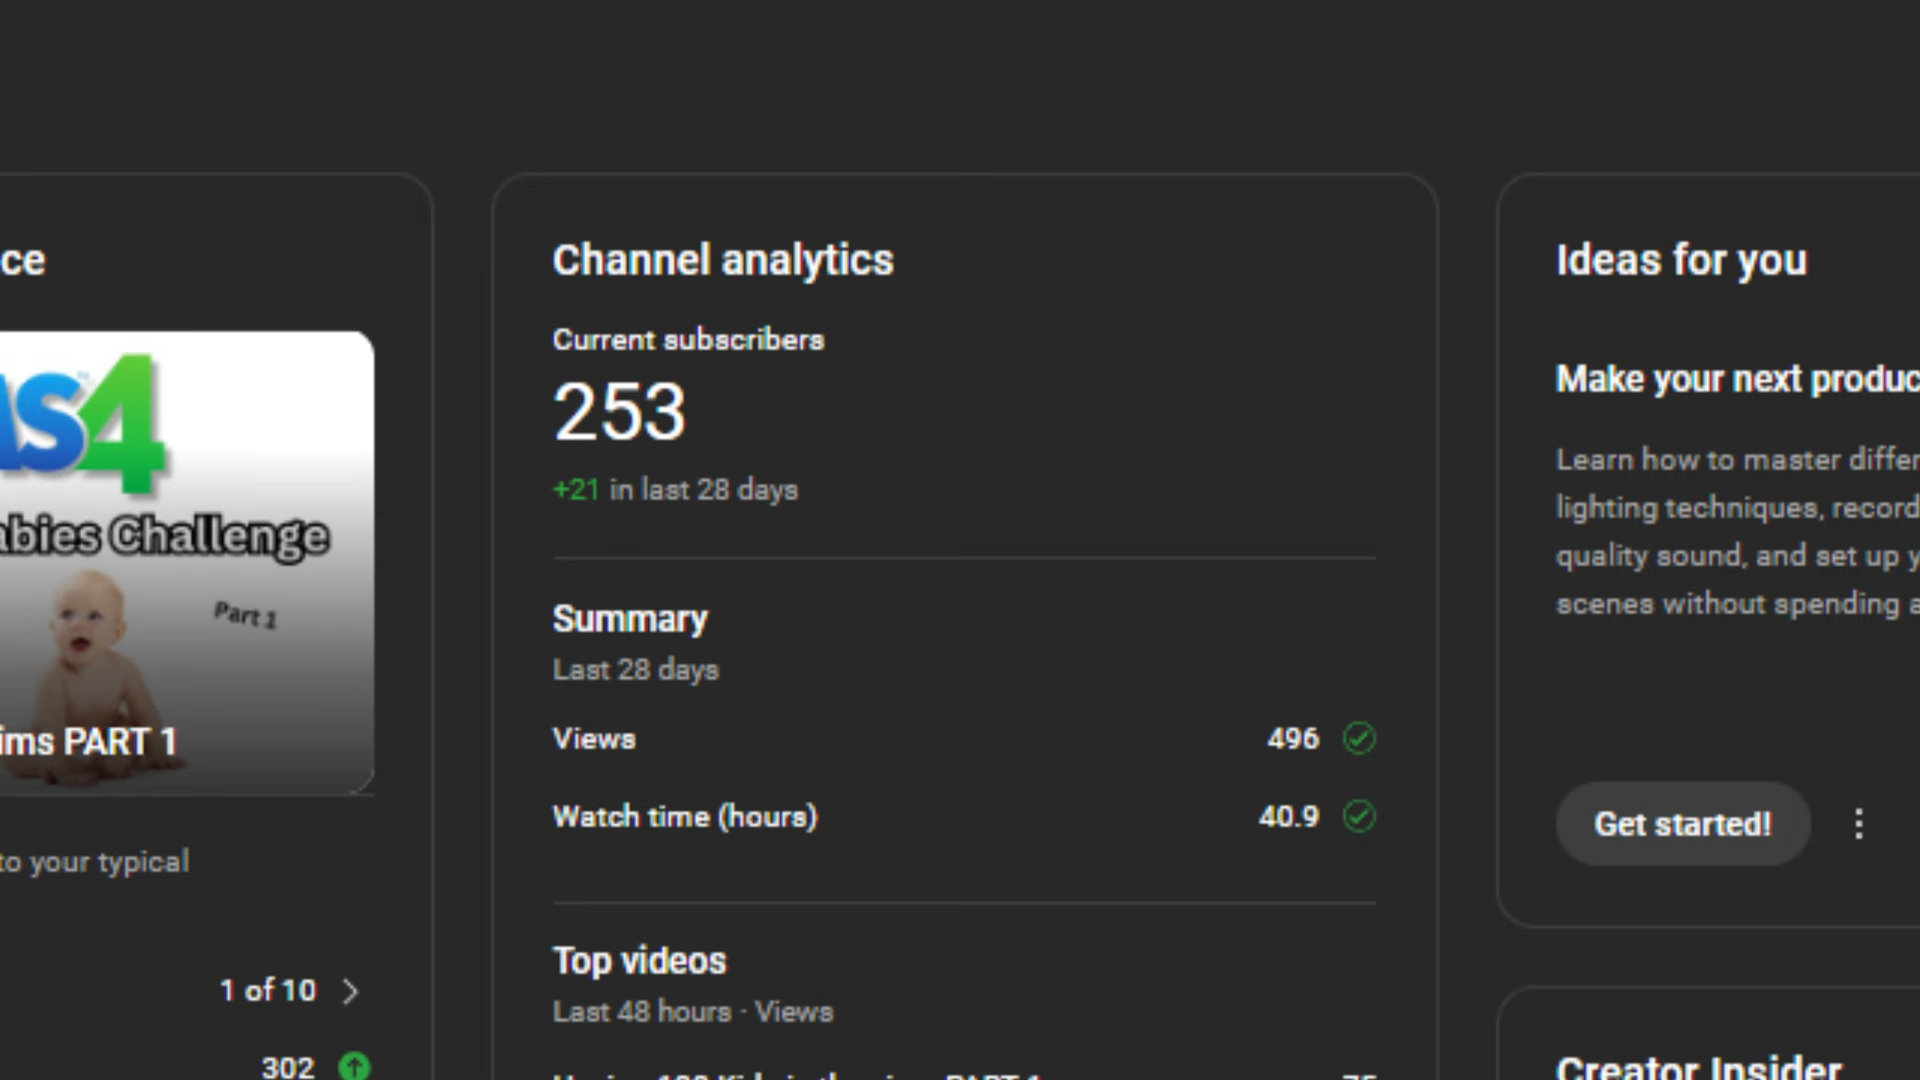 ce
S4
abies Challenge
Part 1
ims PART 1
to your typical
1 of 10
302
Channel analytics
Current subscribers
253
+21 in last 28 days
Summary
Last 28 days
Views 496
Watch time (hours) 40.9
Top videos
Last 48 hours · Views
Ideas for you
Make your next produc
Learn how to master differ
lighting techniques, record
quality sound, and set up y
scenes without spending a
Get started!
Creator Insider